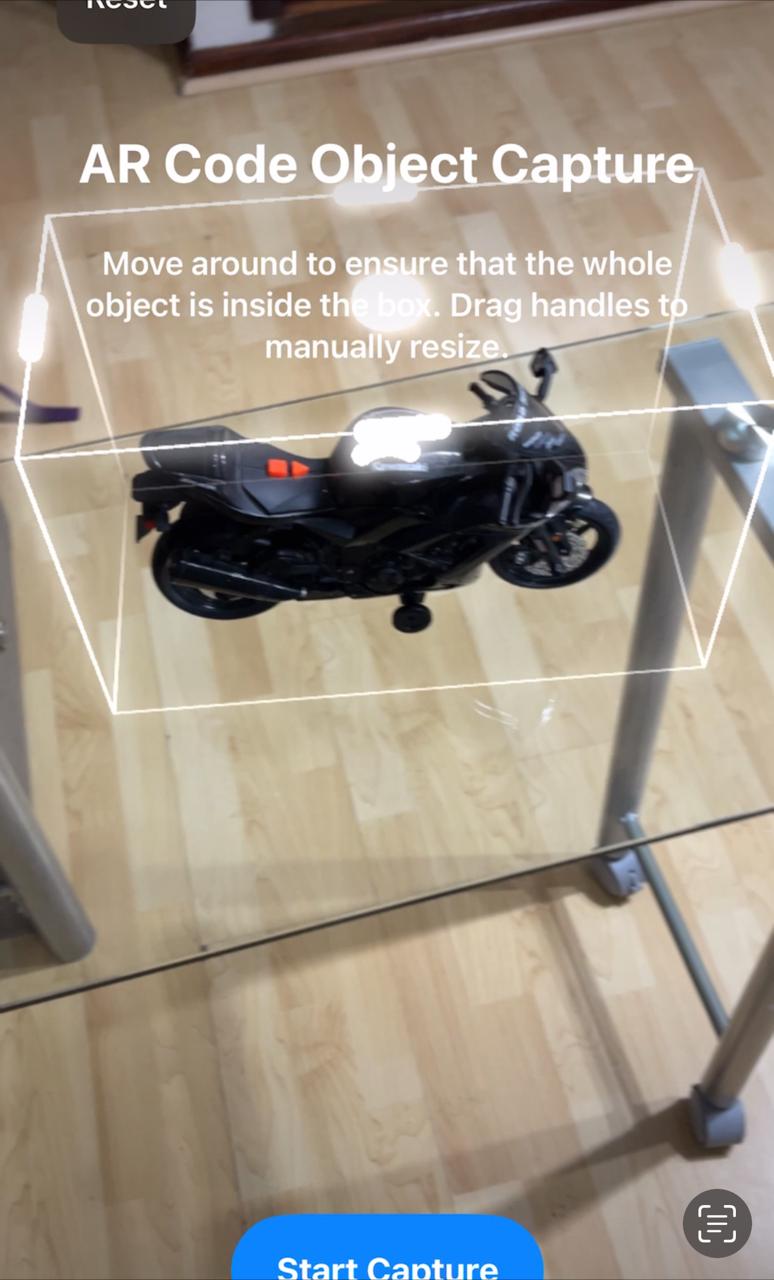 Reset
AR Code Object Capture
Move around to ensure that the whole
object is inside the box. Drag handles to
manually resize.
Start Capture